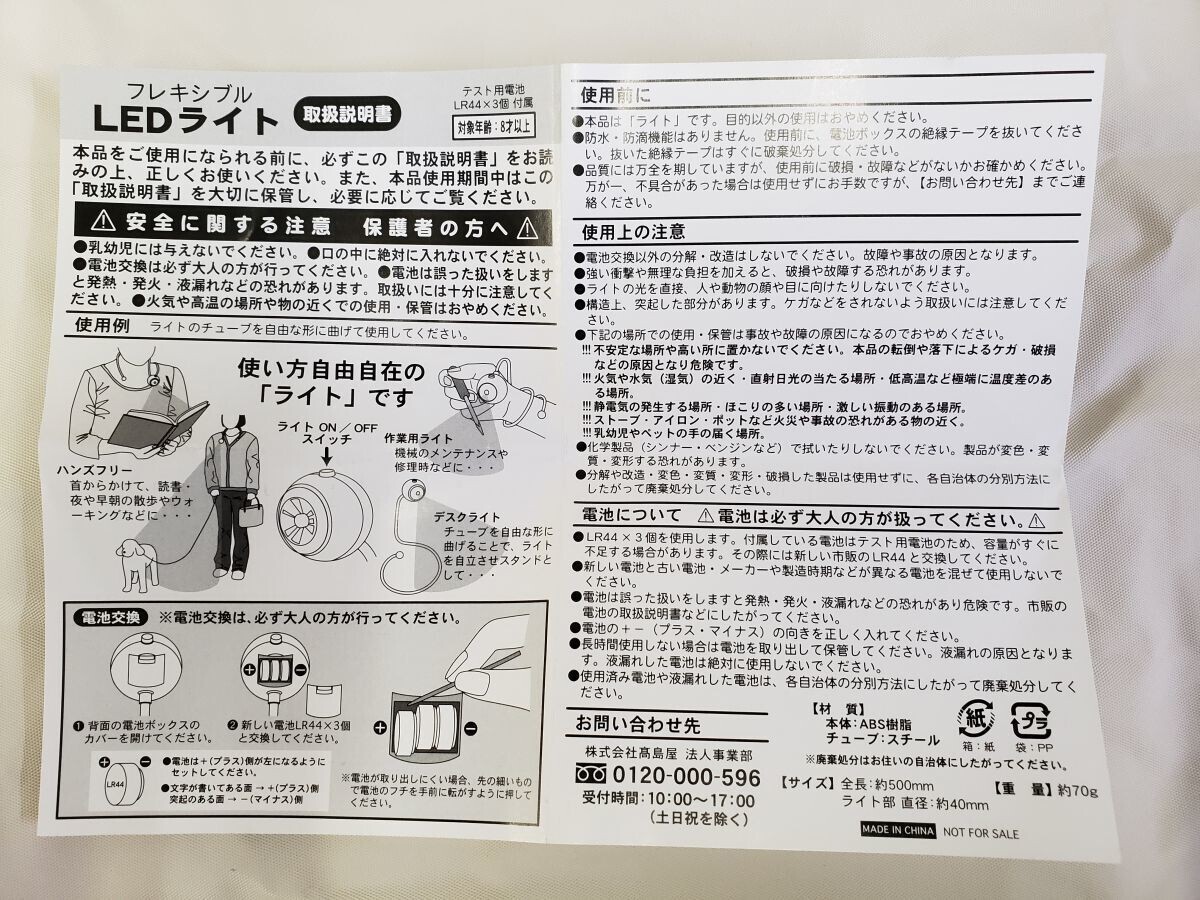 フレキシブル
LEDライト
取扱説明書
テスト用電池
LR44×3個 付属
対象年齢:8才以上
本品をご使用になられる前に、必ずこの「取扱説明書」をお読
みの上、正しくお使いください。また、本品使用期間中はこの
「取扱説明書」を大切に保管し、必要に応じてご覧ください。
⚠安全に関する注意 保護者の方へ⚠
●乳幼児には与えないでください。●口の中に絶対に入れないでください。
●電池交換は必ず大人の方が行ってください。●電池は誤った扱いをします
と発熱・発火・液漏れなどの恐れがあります。取扱いには十分に注意してく
ださい。●火気や高温の場所や物の近くでの使用・保管はおやめください。
使用例 ライトのチューブを自由な形に曲げて使用してください。
使い方自由自在の
「ライト」です
ライト ON/OFF
スイッチ
作業用ライト
機械のメンテナンスや
修理時などに・・・
ハンズフリー
首からかけて、読書・
夜や早朝の散歩やウォ
ーキングなどに・・・
デスクライト
チューブを自由な形に
曲げることで、ライト
を自立させスタンドと
して・・・
電池交換 ※電池交換は、必ず大人の方が行ってください。
+
−
❶背面の電池ボックスの
カバーを開けてください。
❷新しい電池LR44×3個
と交換してください。
+
−
+
−
LR44
●電池は+(プラス)側が左になるように
セットしてください。
●文字が書いてある面→+(プラス)側
突起のある面→−(マイナス)側
※電池が取り出しにくい場合、先の細いもの
で電池のフチを手前に転がすように押して
ください。
使用前に
●本品は「ライト」です。目的以外の使用はおやめください。
●防水・防滴機能はありません。使用前に、電池ボックスの絶縁テープを抜いてくださ
い。抜いた絶縁テープはすぐに破棄処分してください。
●品質には万全を期していますが、使用前に破損・故障などがないかお確かめください。
万が一、不具合があった場合は使用せずにお手数ですが、【お問い合わせ先】までご連
絡ください。
使用上の注意
●電池交換以外の分解・改造はしないでください。故障や事故の原因となります。
●強い衝撃や無理な負担を加えると、破損や故障する恐れがあります。
●ライトの光を直接、人や動物の顔や目に向けたりしないでください。
●構造上、突起した部分があります。ケガなどをされないよう取扱いには注意してくだ
さい。
●下記の場所での使用・保管は事故や故障の原因になるのでおやめください。
!!!不安定な場所や高い所に置かないでください。本品の転倒や落下によるケガ・破損
などの原因となり危険です。
!!!火気や水気(湿気)の近く・直射日光の当たる場所・低高温など極端に温度差のあ
る場所。
!!!静電気の発生する場所・ほこりの多い場所・激しい振動のある場所。
!!!ストーブ・アイロン・ポットなど火災や事故の恐れがある物の近く。
!!!乳幼児やペットの手の届く場所。
●化学製品(シンナー・ベンジンなど)で拭いたりしないでください。製品が変色・変
質・変形する恐れがあります。
●分解や改造・変色・変質・変形・破損した製品は使用せずに、各自治体の分別方法に
したがって廃棄処分してください。
電池について ⚠電池は必ず大人の方が扱ってください。⚠
●LR44×3個を使用します。付属している電池はテスト用電池のため、容量がすぐに
不足する場合があります。その際には新しい市販のLR44と交換してください。
●新しい電池と古い電池・メーカーや製造時期などが異なる電池を混ぜて使用しないで
ください。
●電池は誤った扱いをしますと発熱・発火・液漏れなどの恐れがあり危険です。市販の
電池の取扱説明書などにしたがってください。
●電池の+−(プラス・マイナス)の向きを正しく入れてください。
●長時間使用しない場合は電池を取り出して保管してください。液漏れの原因となりま
す。液漏れした電池は絶対に使用しないでください。
●使用済み電池や液漏れした電池は、各自治体の分別方法にしたがって廃棄処分してく
ださい。
お問い合わせ先
株式会社髙島屋 法人事業部
0120-000-596
受付時間:10:00〜17:00
(土日祝を除く)
【材 質】
本体:ABS樹脂
チューブ:スチール
紙
箱:紙
プラ
袋:PP
※廃棄処分はお住いの自治体にしたがってください。
【サイズ】全長:約500mm
ライト部 直径:約40mm
【重 量】約70g
MADE IN CHINA NOT FOR SALE